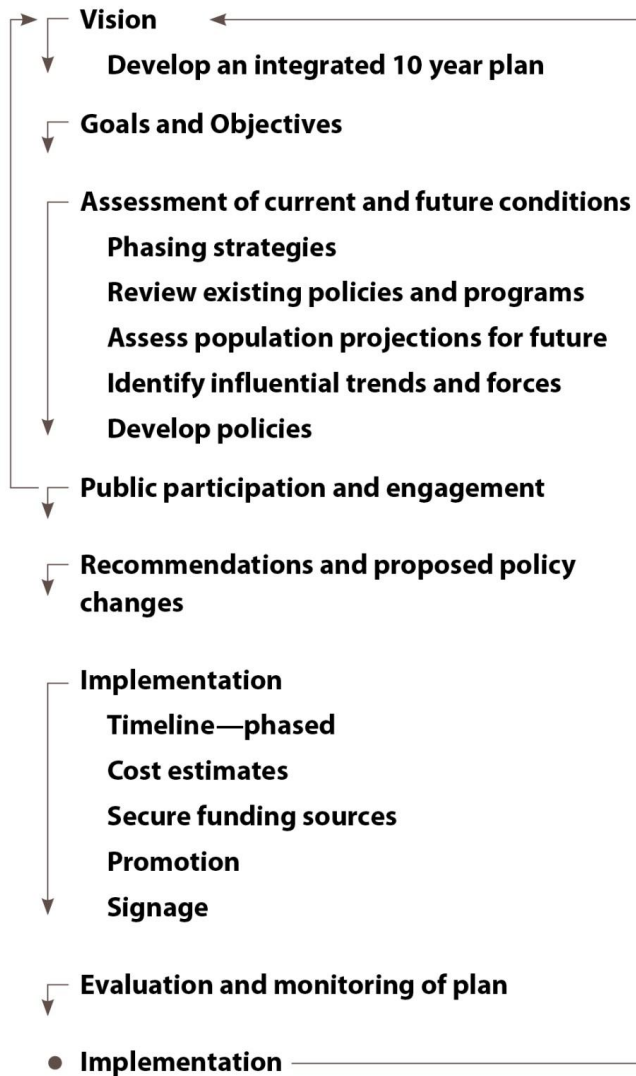 Vision
Develop an integrated 10 year plan
Goals and Objectives
Assessment of current and future conditions
Phasing strategies
Review existing policies and programs
Assess population projections for future
Identify influential trends and forces
Develop policies
Public participation and engagement
Recommendations and proposed policy
changes
Implementation
Timeline—phased
Cost estimates
Secure funding sources
Promotion
Signage
Evaluation and monitoring of plan
Implementation